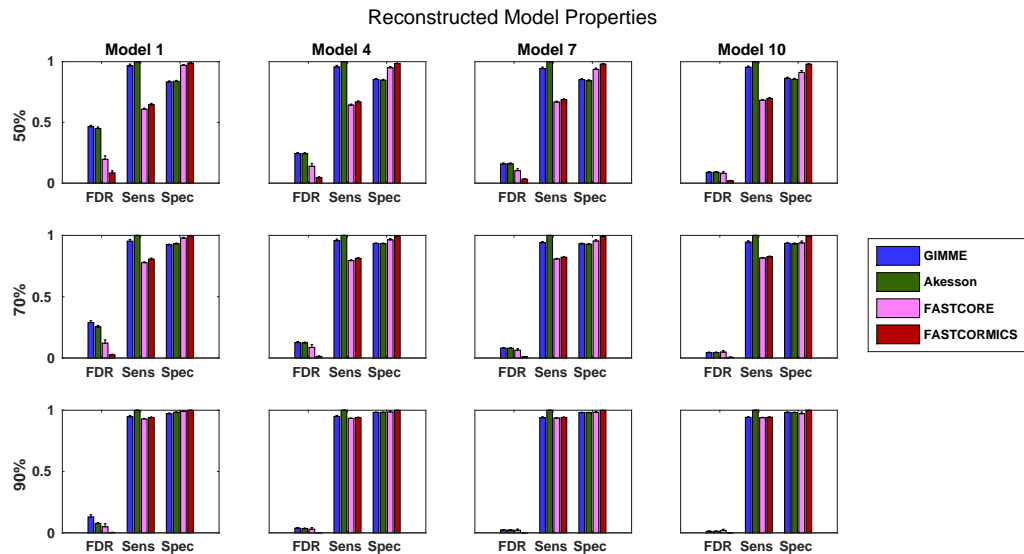 Reconstructed Model Properties
Model 1
Model 4
Model 7
Model 10
50%
1
0.5
0
FDR Sens Spec
FDR Sens Spec
FDR Sens Spec
FDR Sens Spec
70%
1
0.5
0
FDR Sens Spec
FDR Sens Spec
FDR Sens Spec
FDR Sens Spec
GIMME
Akesson
FASTCORE
FASTCORMICS
90%
1
0.5
0
FDR Sens Spec
FDR Sens Spec
FDR Sens Spec
FDR Sens Spec